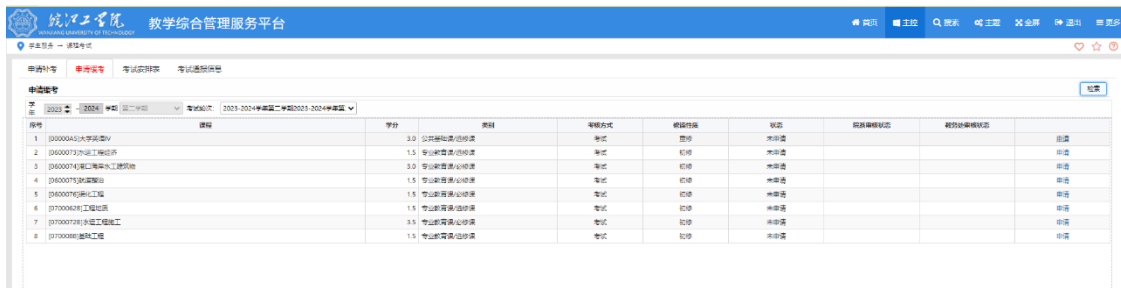 皖江工学院 教学综合管理服务平台 首页 主控 搜索 主题 全屏 退出 更多
WANJIANG UNIVERSITY OF TECHNOLOGY
学生服务 → 课程考试
申请补考 申请缓考 考试安排表 考试通报信息
申请缓考 检索
学年 2023 - 2024 学期 第二学期 考试轮次: 2023-2024学年第二学期2023-2024学年第
序号 课程 学分 类别 考核方式 修读性质 状态 院系审核状态 教务处审核状态
1 [00000A5]大学英语IV 3.0 公共基础课/必修课 考试 重修 未申请 申请
2 [0600073]水运工程经济 1.5 专业教育课/选修课 考试 初修 未申请 申请
3 [0600074]港口海岸水工建筑物 3.0 专业教育课/必修课 考试 初修 未申请 申请
4 [0600075]航道整治 1.5 专业教育课/必修课 考试 初修 未申请 申请
5 [0600076]渠化工程 1.5 专业教育课/必修课 考试 初修 未申请 申请
6 [0700062B]工程地质 1.5 专业教育课/必修课 考试 初修 未申请 申请
7 [0700072B]水运工程施工 3.5 专业教育课/必修课 考试 初修 未申请 申请
8 [0700088]基础工程 1.5 专业教育课/选修课 考试 初修 未申请 申请